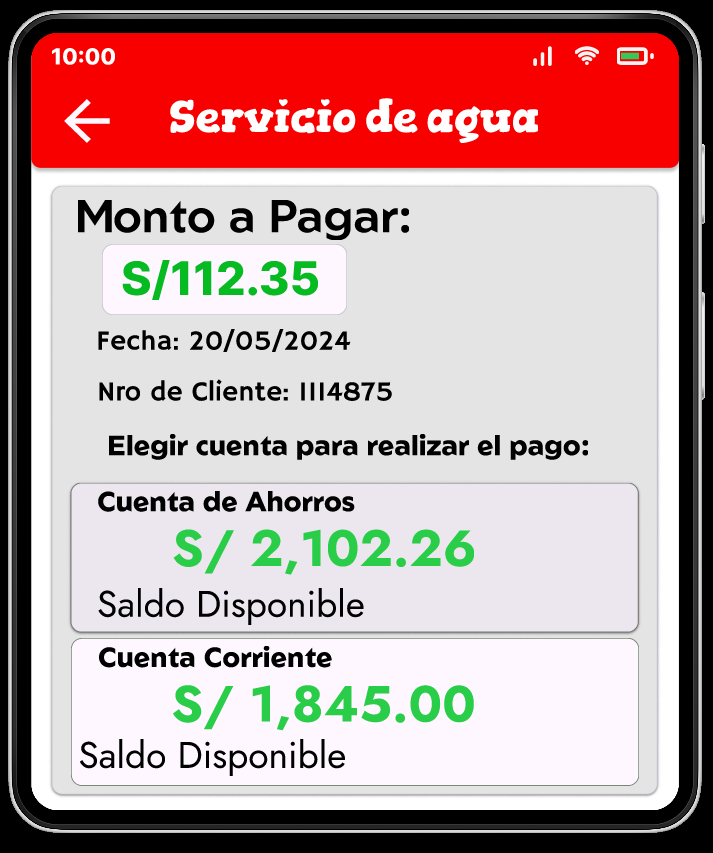 10:00
Servicio de agua
Monto a Pagar:
S/112.35
Fecha: 20/05/2024
Nro de Cliente: 1114875
Elegir cuenta para realizar el pago:
Cuenta de Ahorros
S/ 2,102.26
Saldo Disponible
Cuenta Corriente
S/ 1,845.00
Saldo Disponible